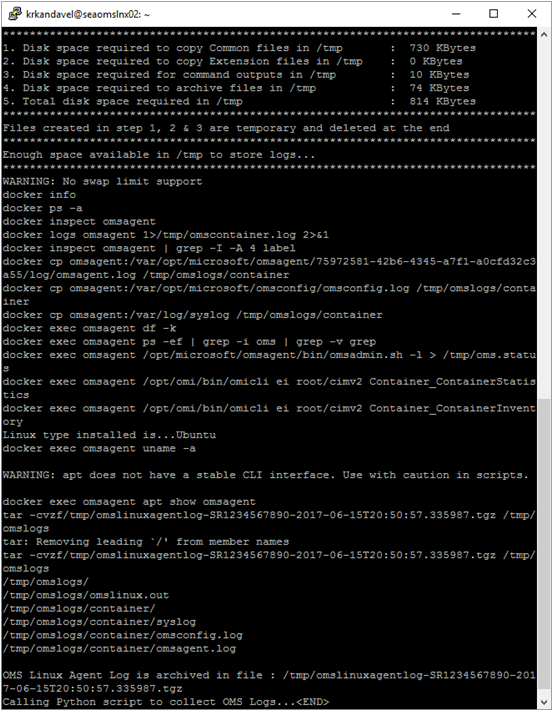 krkandavel@seaomslnx02: ~
********************************************************************************
1. Disk space required to copy Common files in /tmp       :  730 KBytes
2. Disk space required to copy Extension files in /tmp    :  0 KBytes
3. Disk space required for command outputs in /tmp        :  10 KBytes
4. Disk space required to archive files in /tmp           :  74 KBytes
5. Total disk space required in /tmp                      :  814 KBytes
********************************************************************************
Files created in step 1, 2 & 3 are temporary and deleted at the end
********************************************************************************
Enough space available in /tmp to store logs...
********************************************************************************
WARNING: No swap limit support
docker info
docker ps -a
docker inspect omsagent
docker logs omsagent 1>/tmp/omscontainer.log 2>&1
docker inspect omsagent | grep -I -A 4 label
docker cp omsagent:/var/opt/microsoft/omsagent/75972581-42b6-4345-a7f1-a0cfd32c3
a55/log/omsagent.log /tmp/omslogs/container
docker cp omsagent:/var/opt/microsoft/omsconfig/omsconfig.log /tmp/omslogs/conta
iner
docker cp omsagent:/var/log/syslog /tmp/omslogs/container
docker exec omsagent df -k
docker exec omsagent ps -ef | grep -i oms | grep -v grep
docker exec omsagent /opt/microsoft/omsagent/bin/omsadmin.sh -l > /tmp/oms.statu
s
docker exec omsagent /opt/omi/bin/omicli ei root/cimv2 Container_ContainerStatis
tics
docker exec omsagent /opt/omi/bin/omicli ei root/cimv2 Container_ContainerInvent
ory
Linux type installed is...Ubuntu
docker exec omsagent uname -a
WARNING: apt does not have a stable CLI interface. Use with caution in scripts.
docker exec omsagent apt show omsagent
tar -cvzf/tmp/omslinuxagentlog-SR1234567890-2017-06-15T20:50:57.335987.tgz /tmp/
omslogs
tar: Removing leading `/' from member names
tar -cvzf/tmp/omslinuxagentlog-SR1234567890-2017-06-15T20:50:57.335987.tgz /tmp/
omslogs
/tmp/omslogs/
/tmp/omslogs/omslinux.out
/tmp/omslogs/container/
/tmp/omslogs/container/syslog
/tmp/omslogs/container/omsconfig.log
/tmp/omslogs/container/omsagent.log
OMS Linux Agent Log is archived in file : /tmp/omslinuxagentlog-SR1234567890-201
7-06-15T20:50:57.335987.tgz
Calling Python script to collect OMS Logs...<END>